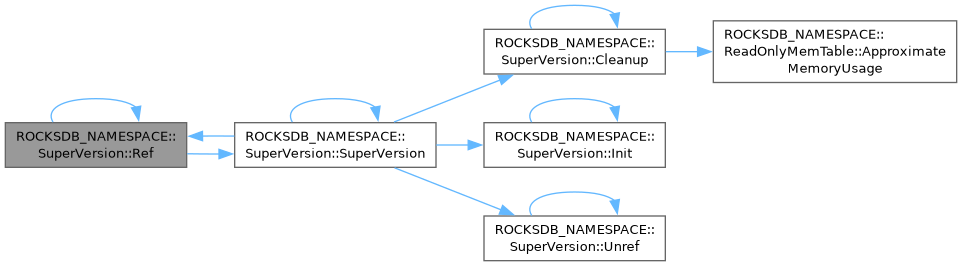 ROCKSDB_NAMESPACE::
SuperVersion::Ref
ROCKSDB_NAMESPACE::
SuperVersion::SuperVersion
ROCKSDB_NAMESPACE::
SuperVersion::Cleanup
ROCKSDB_NAMESPACE::
ReadOnlyMemTable::Approximate
MemoryUsage
ROCKSDB_NAMESPACE::
SuperVersion::Init
ROCKSDB_NAMESPACE::
SuperVersion::Unref